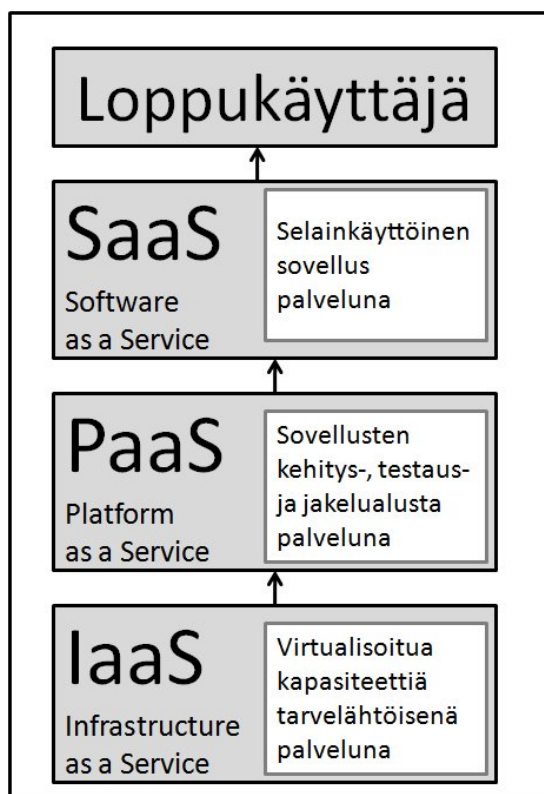 Loppukäyttäjä
SaaS
Software
as a Service
Selainkäyttöinen
sovellus
palveluna
PaaS
Platform
as a Service
Sovellusten
kehitys-, testaus-
ja jakelualusta
palveluna
IaaS
Infrastructure
as a Service
Virtualisoitua
kapasiteettiä
tarvelähtöisenä
palveluna